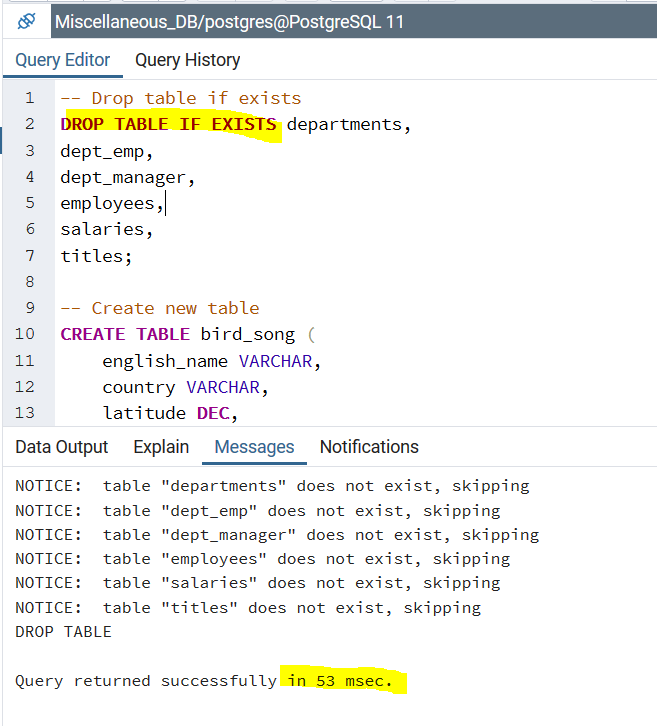 Miscellaneous_DB/postgres@PostgreSQL 11
Query Editor Query History
1 -- Drop table if exists
2 DROP TABLE IF EXISTS departments,
3 dept_emp,
4 dept_manager,
5 employees,
6 salaries,
7 titles;
8
9 -- Create new table
10 CREATE TABLE bird_song (
11 english_name VARCHAR,
12 country VARCHAR,
13 latitude DEC,
Data Output Explain Messages Notifications
NOTICE:  table "departments" does not exist, skipping
NOTICE:  table "dept_emp" does not exist, skipping
NOTICE:  table "dept_manager" does not exist, skipping
NOTICE:  table "employees" does not exist, skipping
NOTICE:  table "salaries" does not exist, skipping
NOTICE:  table "titles" does not exist, skipping
DROP TABLE
Query returned successfully in 53 msec.